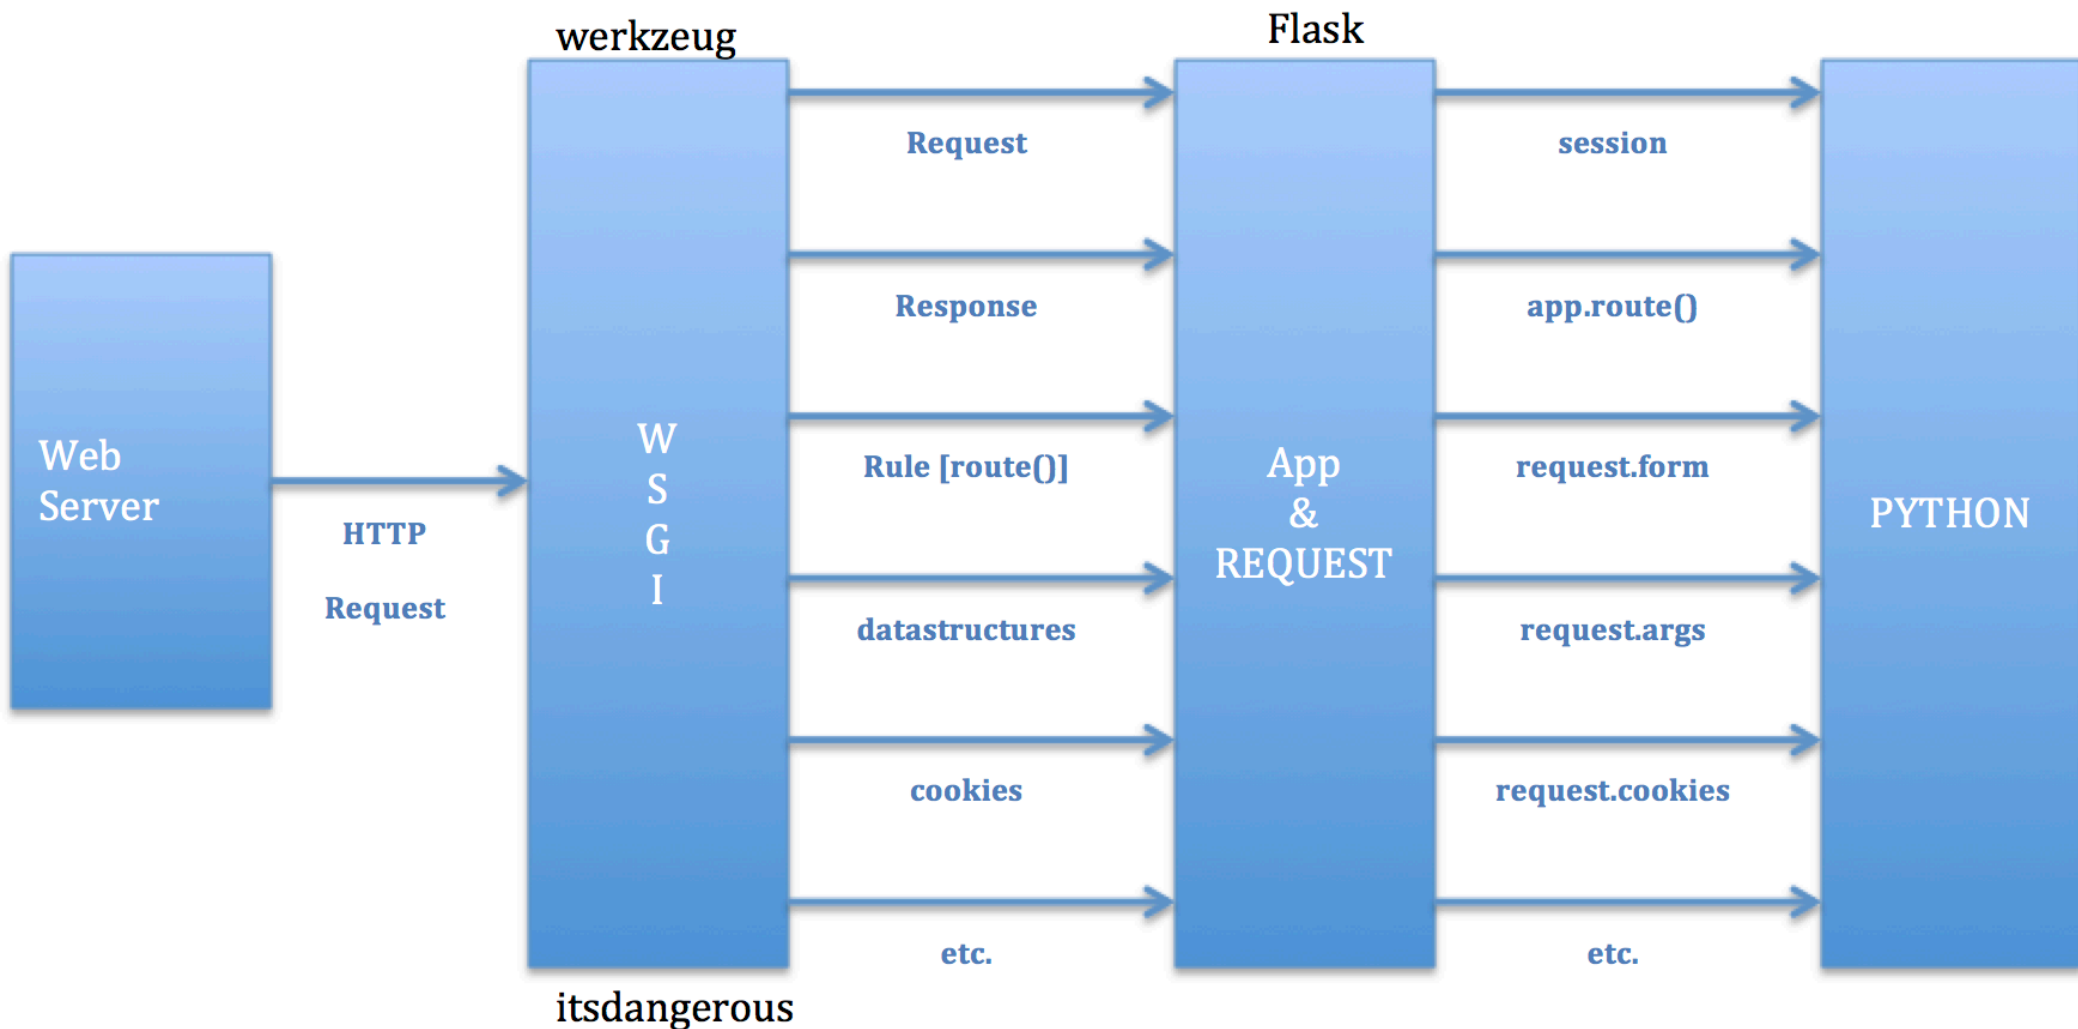 werkzeug
Flask
Web
Server
HTTP
Request
W
S
G
I
itsdangerous
Request
Response
Rule [route()]
datastructures
cookies
etc.
App
&
REQUEST
session
app.route()
request.form
request.args
request.cookies
etc.
PYTHON